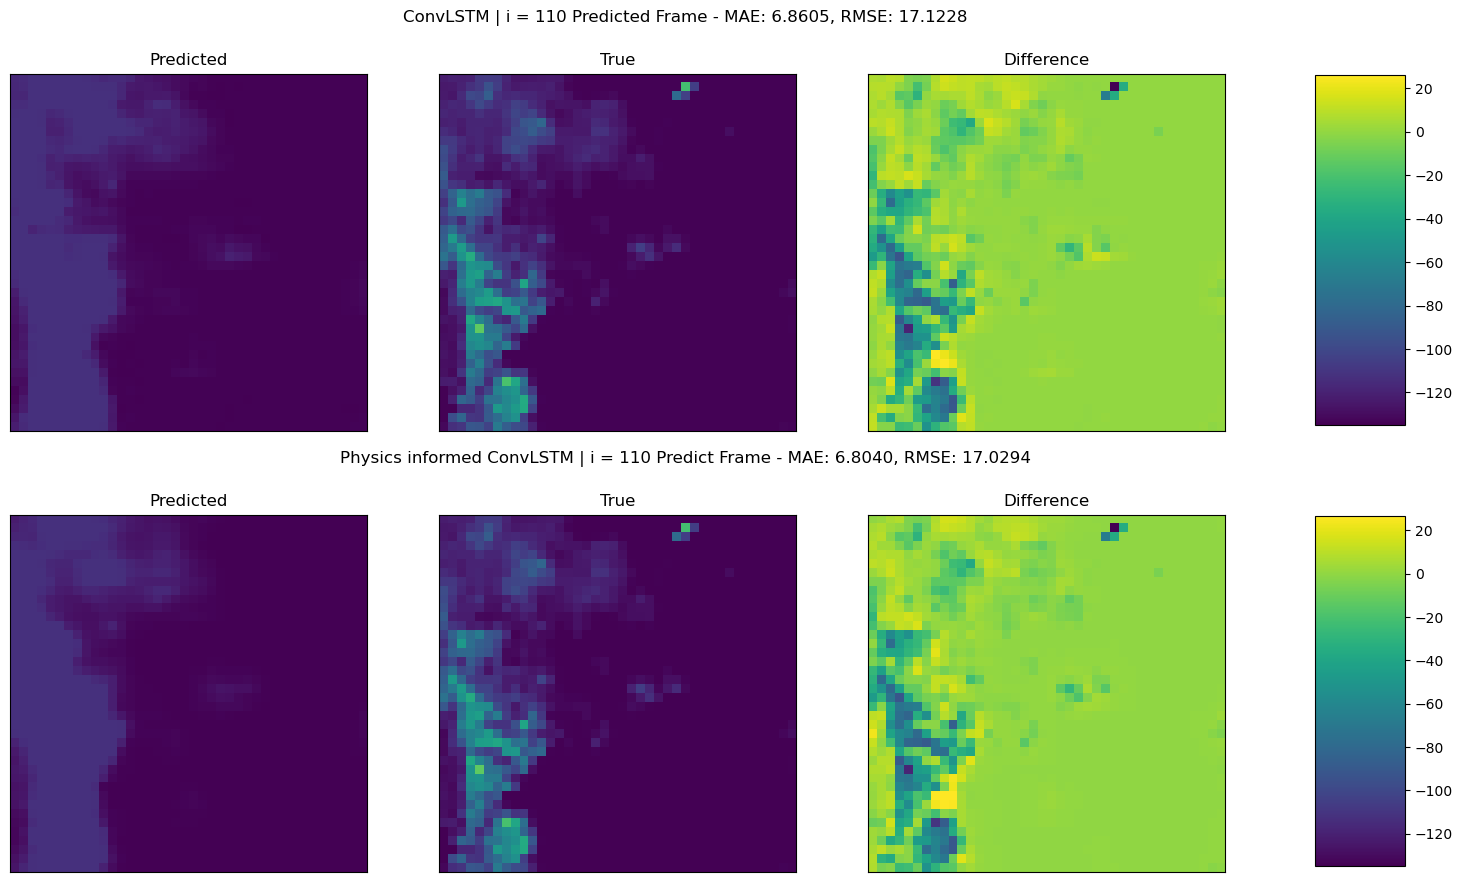 ConvLSTM | i = 110 Predicted Frame - MAE: 6.8605, RMSE: 17.1228
Predicted
True
Difference
20
0
−20
−40
−60
−80
−100
−120
Physics informed ConvLSTM | i = 110 Predict Frame - MAE: 6.8040, RMSE: 17.0294
Predicted
True
Difference
20
0
−20
−40
−60
−80
−100
−120